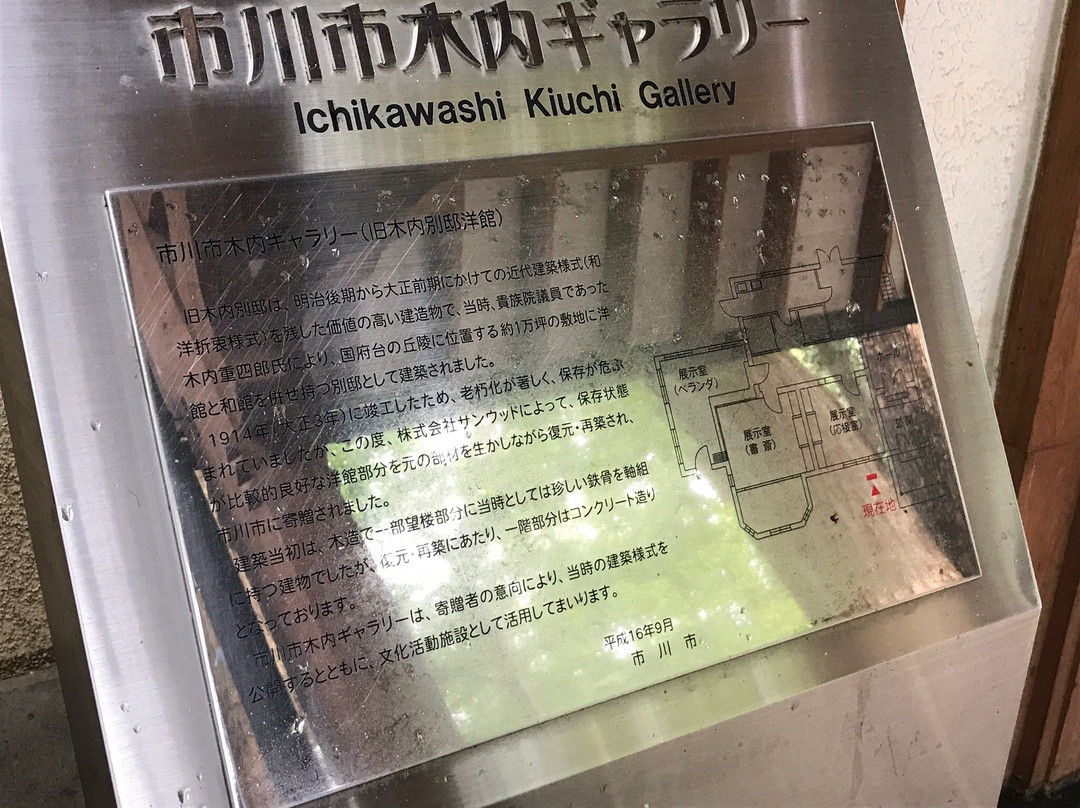 市川市木内ギャラリー
Ichikawashi Kiuchi Gallery
市川市木内ギャラリー(旧木内別邸洋館)
旧木内別邸は、明治後期から大正前期にかけての近代建築様式(和
洋折衷様式)を残した価値の高い建造物で、当時、貴族院議員であった
木内重四郎氏により、国府台の丘陵に位置する約1万坪の敷地に洋
館と和館を併せ持つ別邸として建築されました。
1914年(大正3年)に竣工したため、老朽化が著しく、保存が危ぶ
まれていましたが、この度、株式会社サンウッドによって、保存状態
が比較的良好な洋館部分を元の部材を生かしながら復元・再築され、
市川市に寄贈されました。
建築当初は、木造で一部望楼部分に当時としては珍しい鉄骨を軸組
に持つ建物でしたが、復元・再築にあたり、一階部分はコンクリート造り
となっております。
市川市木内ギャラリーは、寄贈者の意向により、当時の建築様式を
公開するとともに、文化活動施設として活用してまいります。
平成16年9月
市 川 市
展示室
(ベランダ)
展示室
(書 斎)
展示室
(応接室)
ホール
現在地